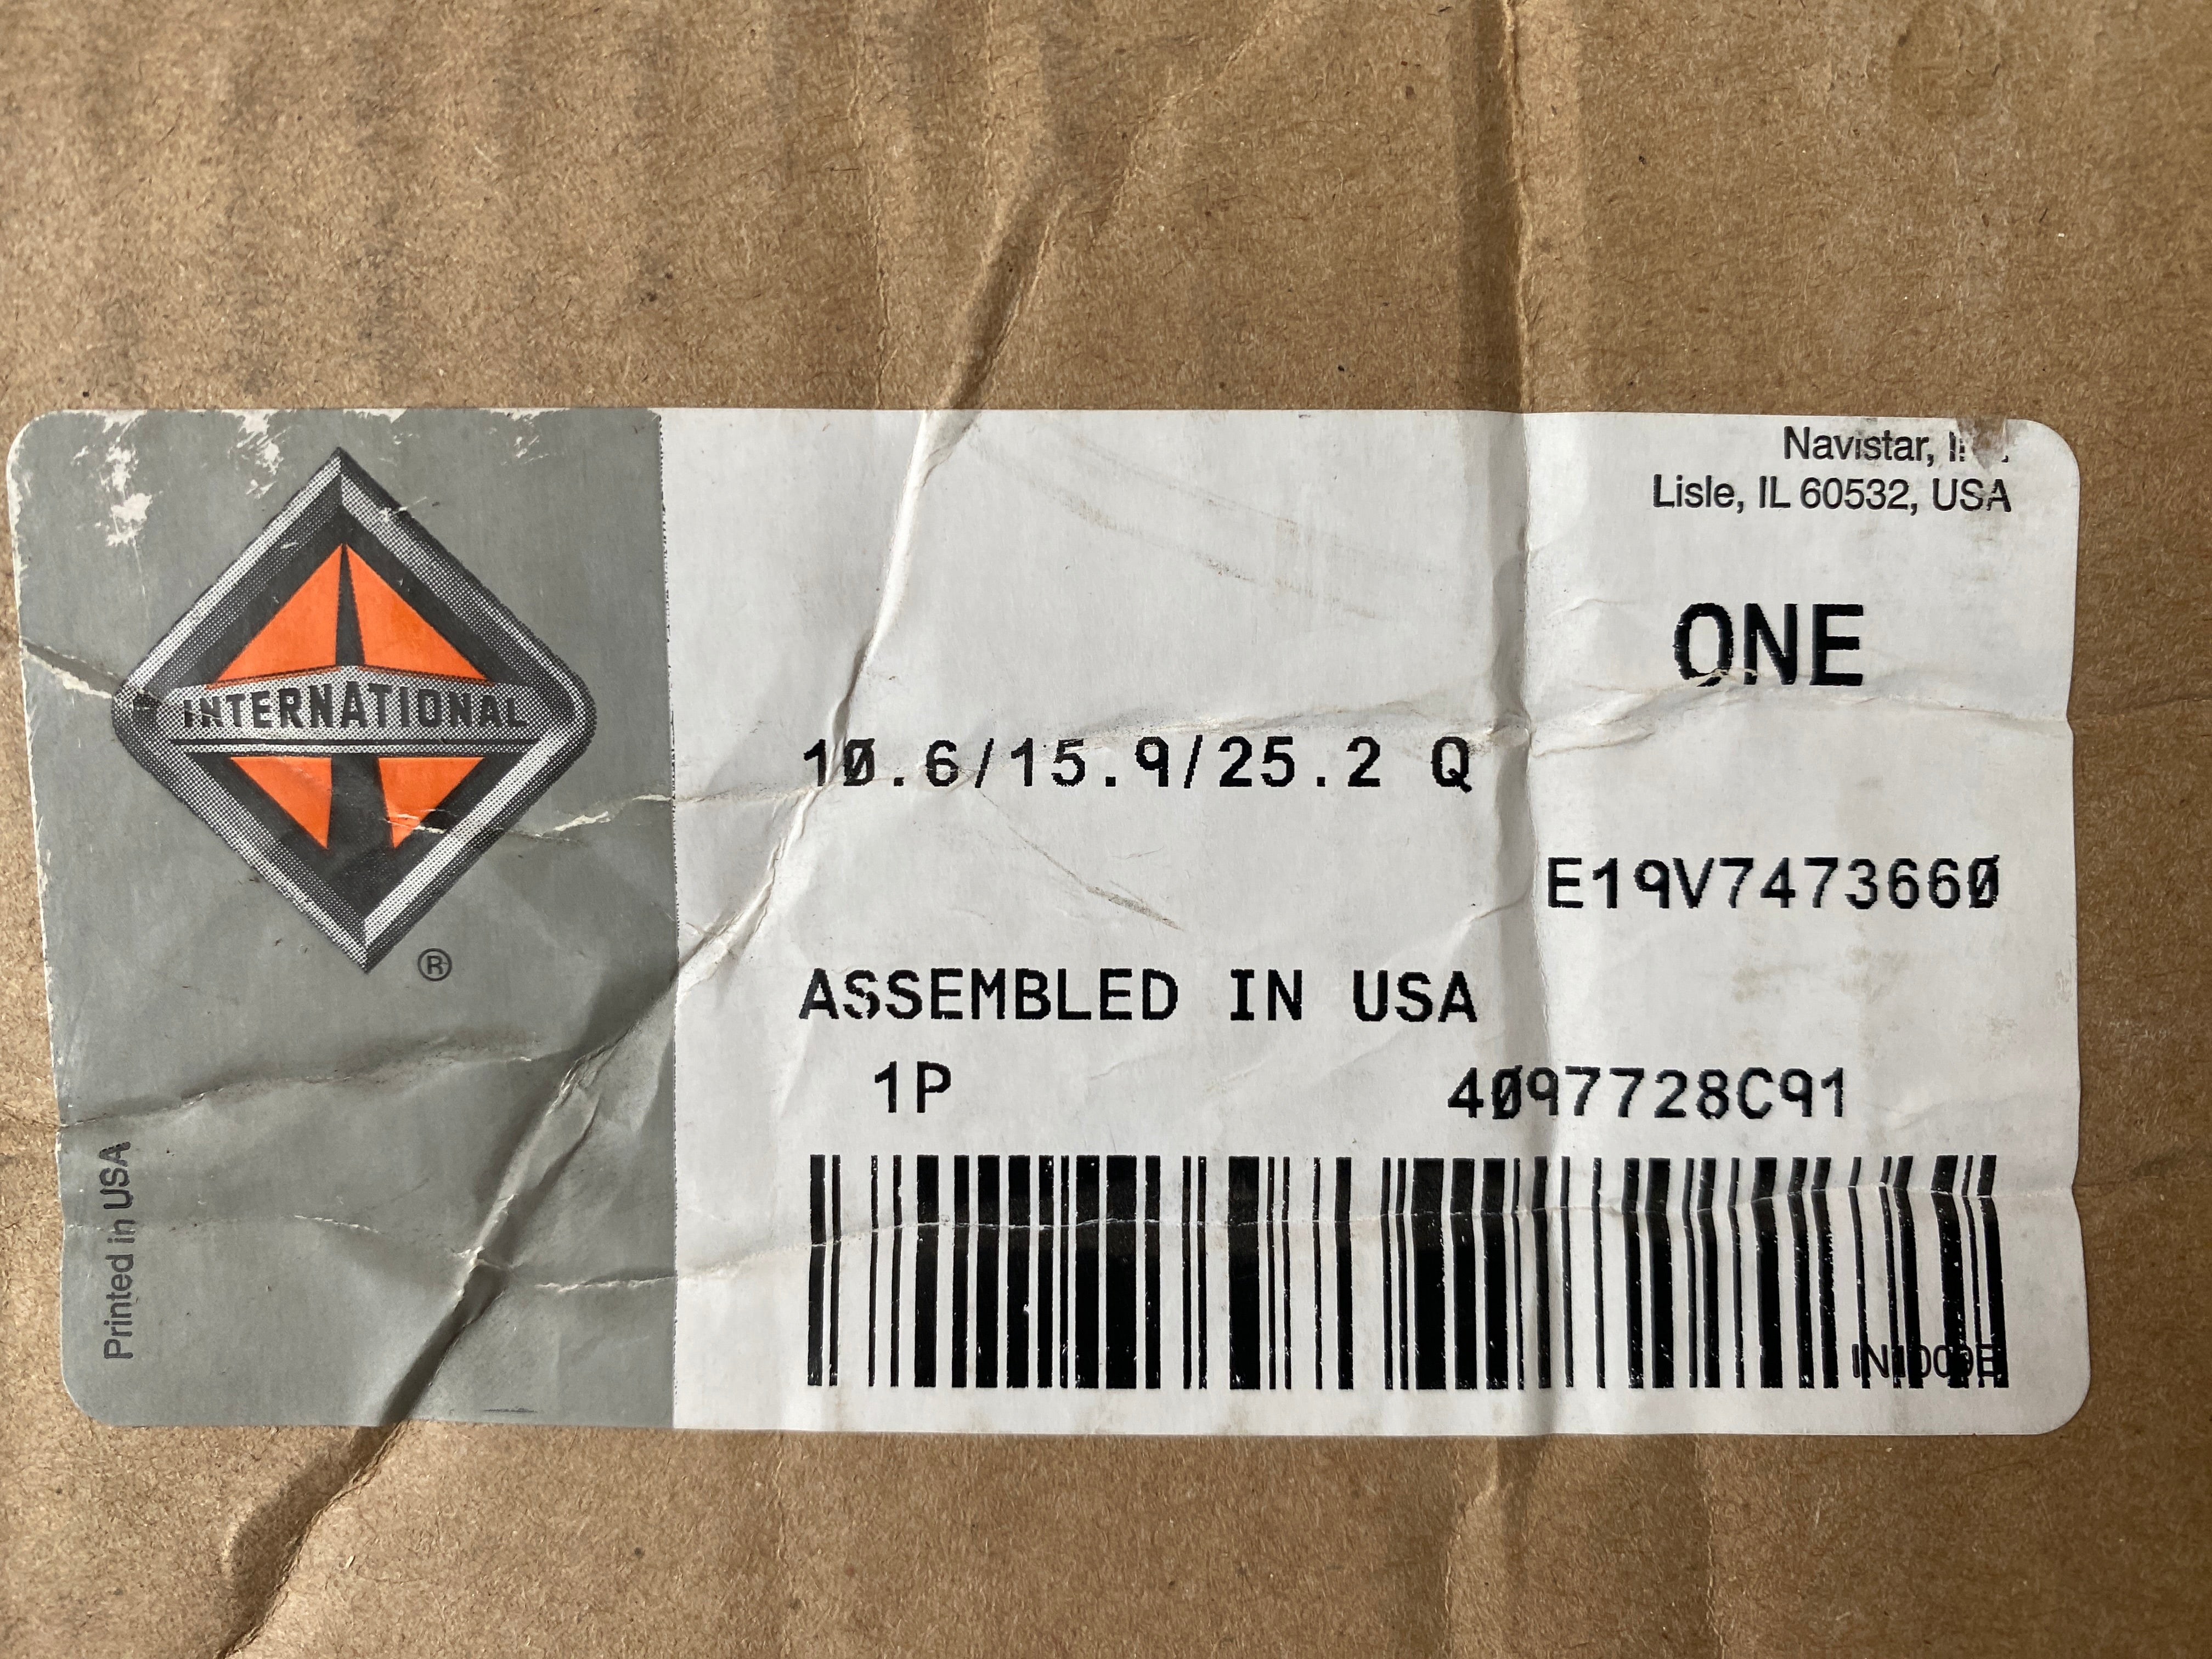 Navistar,
Lisle, IL 60532, USA
INTERNATIONAL
®
ONE
10.6/15.9/25.2 Q
E19V7473660
ASSEMBLED IN USA
1P 4097728C91
Printed in USA
IN1009E